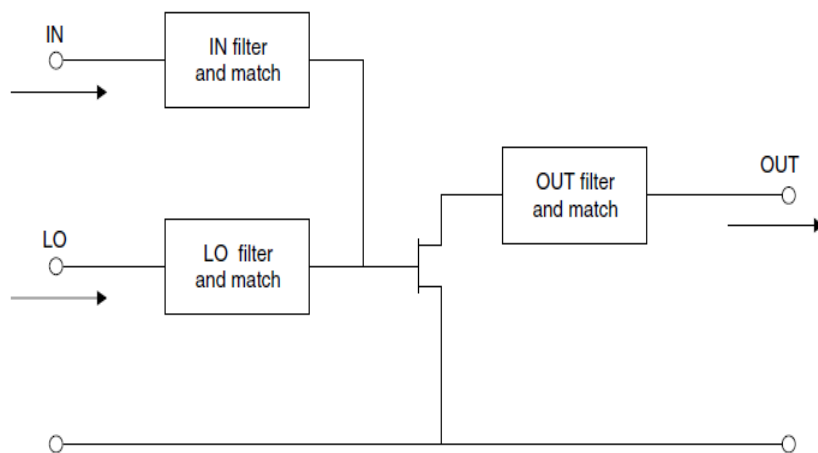 IN
IN filter
and match
OUT filter
and match
OUT
LO
LO filter
and match